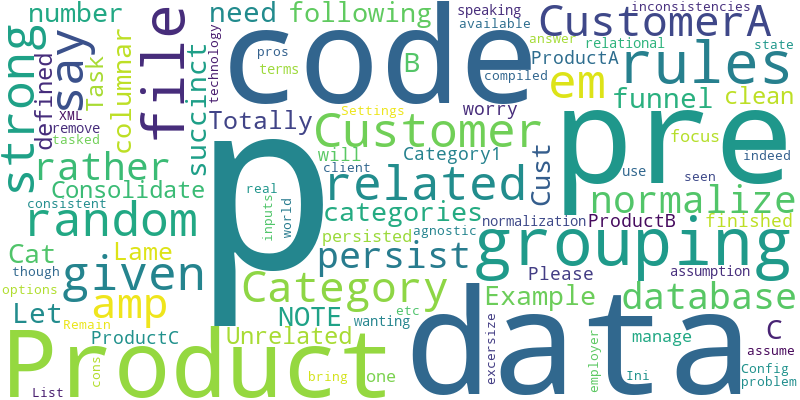 number
need
following
speaking
inconsistencies
available
answer
CustomerA
strong
say
file
technology
code
relational
state
pros
terms
B
ProductA
compiled
rules
defined
Task
columnar
succinct
em
funnel
clean
XML
remove
tasked
Totally
worry
pre
rather
Customer
Settings
focus
will
Category1
Cust
client
related
use
seen
indeed
Consolidate
p
real
world
inputs
normalize
consistent
random
categories
normalization
ProductB
finished
persisted
agnostic
Cat
Lame
persist
grouping
though
given
Please
assumption
options
amp
Category
etc
wanting
Example
database
Let
Remain
NOTE
data
ProductC
Unrelated
employer
manage
C
assume
Product
cons
bring
one
excersize
Ini
Config
problem
List